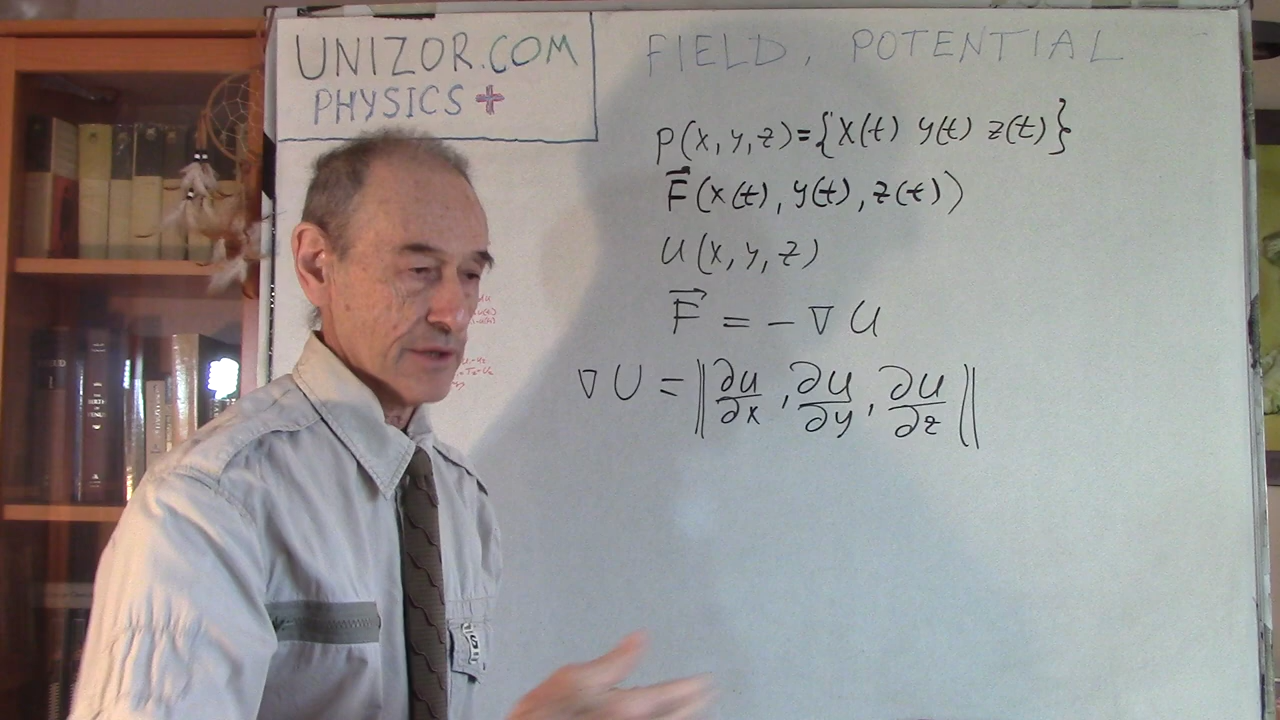 UNIZOR.COM
PHYSICS+
FIELD, POTENTIAL
P(x, y, z)={x(t) y(t) z(t)}
F⃗(x(t), y(t), z(t))
U(x, y, z)
F⃗ = -∇U
∇U = ‖∂U/∂x, ∂U/∂y, ∂U/∂z‖